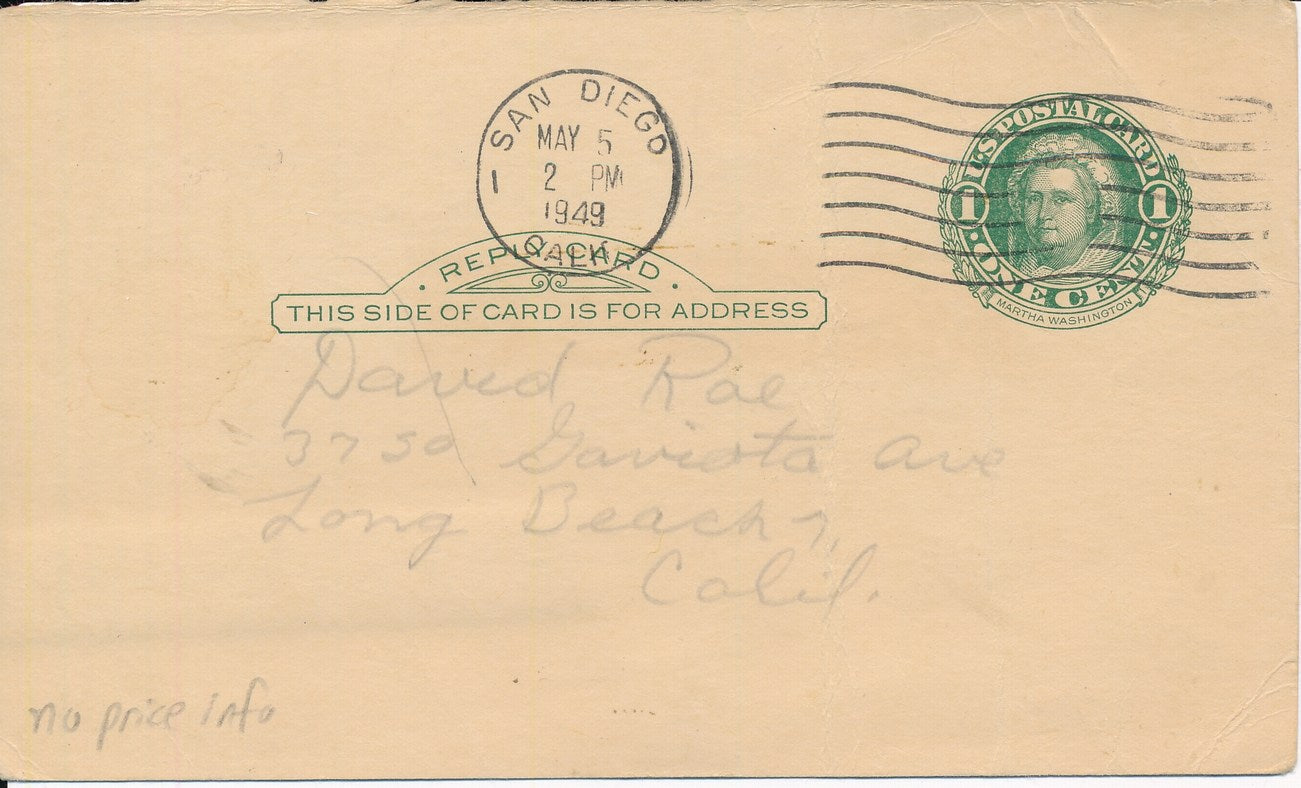 SAN DIEGO
MAY 5
2 PM
1949
1
CALIF.
U.S. POSTAL CARD
1 1
ONE CENT.
MARTHA WASHINGTON
REPLY CARD
THIS SIDE OF CARD IS FOR ADDRESS
David Rae
3750 Gaviota Ave
Long Beach 7,
Calif.
no price info